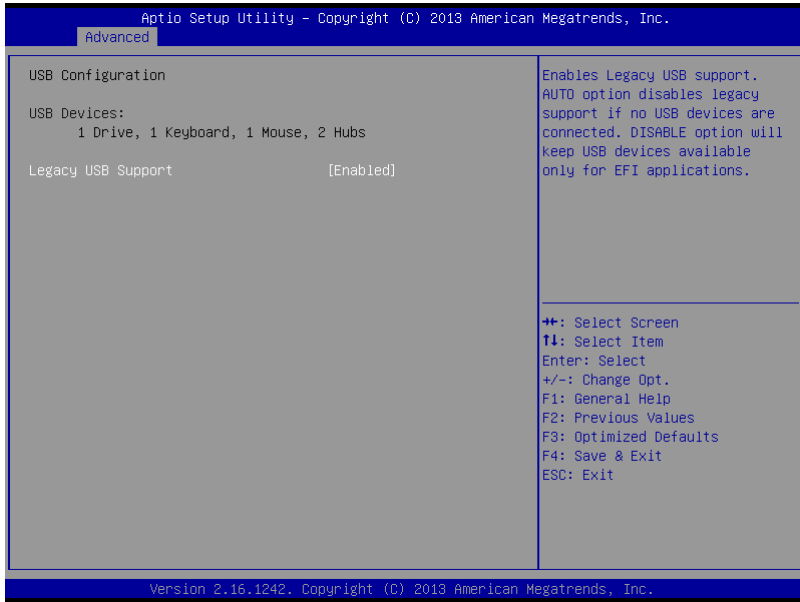 Aptio Setup Utility – Copyright (C) 2013 American Megatrends, Inc.
Advanced
USB Configuration
USB Devices:
1 Drive, 1 Keyboard, 1 Mouse, 2 Hubs
Legacy USB Support [Enabled]
Enables Legacy USB support.
AUTO option disables legacy
support if no USB devices are
connected. DISABLE option will
keep USB devices available
only for EFI applications.
→←: Select Screen
↑↓: Select Item
Enter: Select
+/-: Change Opt.
F1: General Help
F2: Previous Values
F3: Optimized Defaults
F4: Save & Exit
ESC: Exit
Version 2.16.1242. Copyright (C) 2013 American Megatrends, Inc.